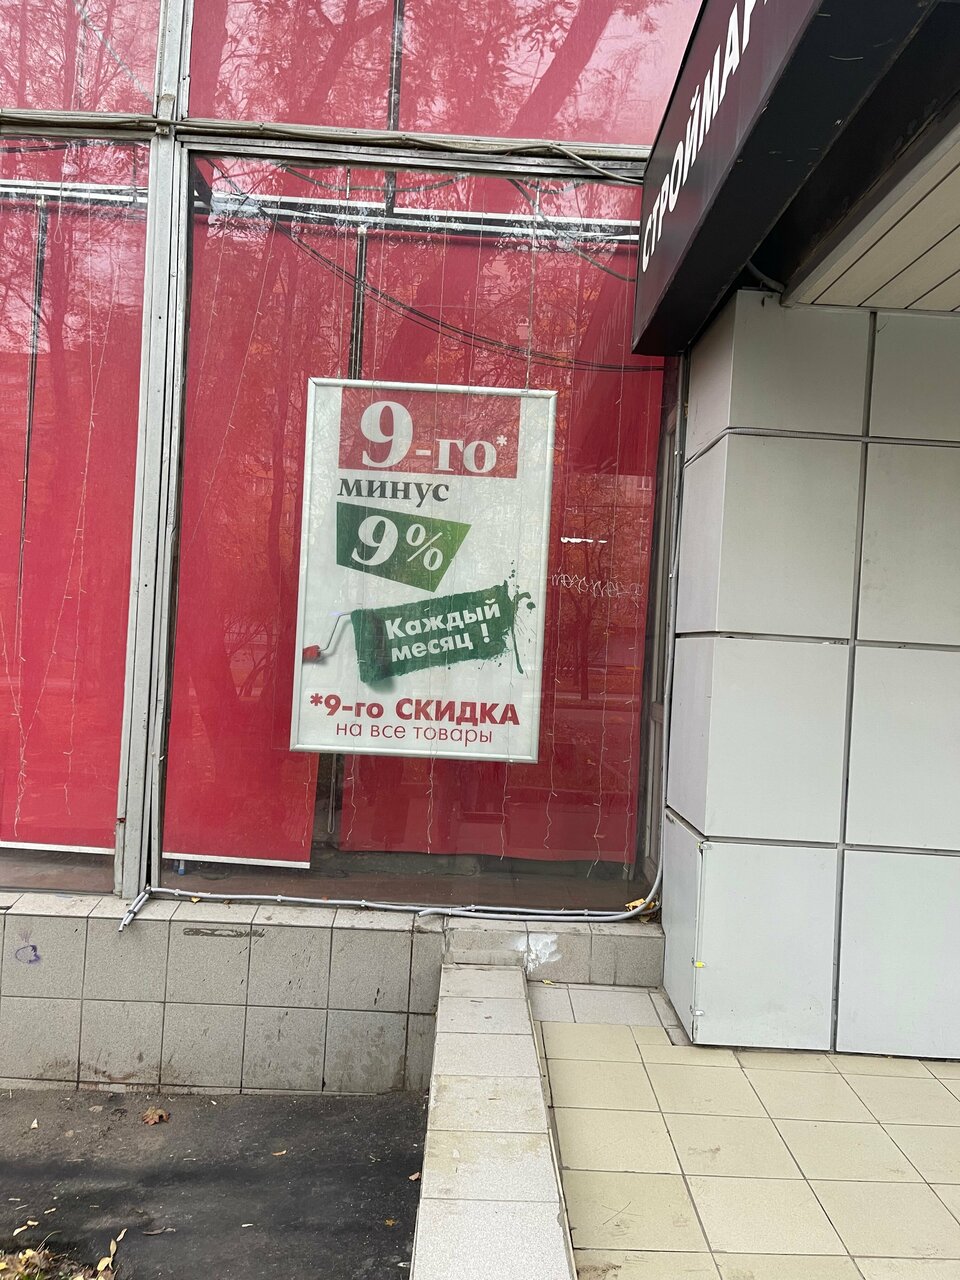 СТРОЙМАР
9-го*
минус
9%
Каждый
месяц !
*9-го СКИДКА
на все товары